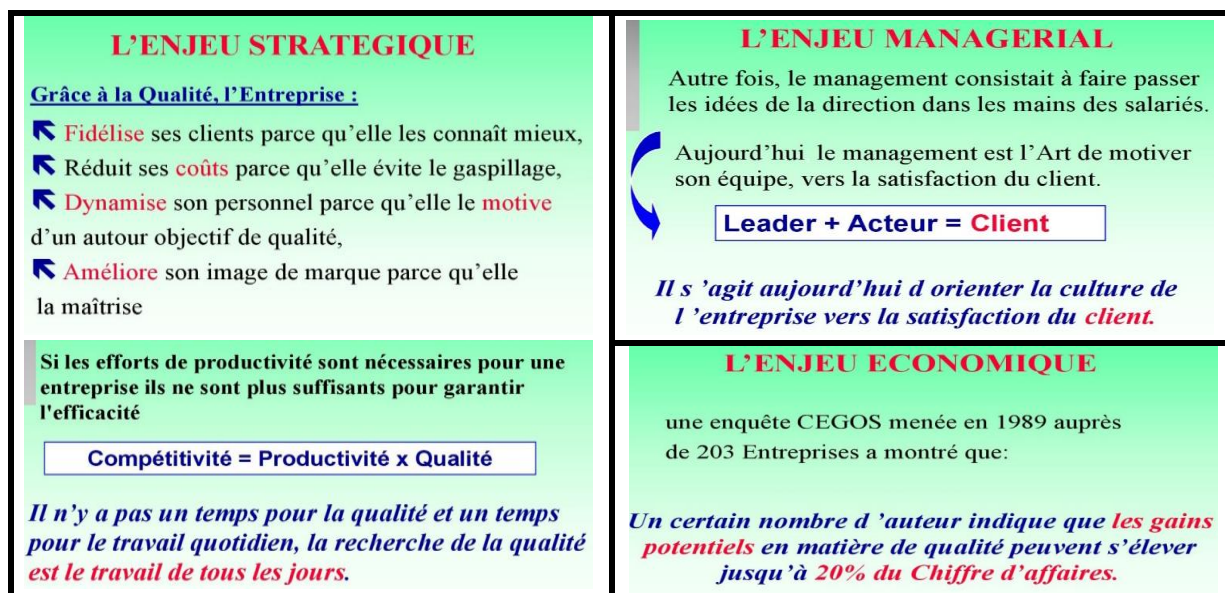 L'ENJEU STRATEGIQUE
Grâce à la Qualité, l'Entreprise :
Fidélise ses clients parce qu'elle les connaît mieux,
Réduit ses coûts parce qu'elle évite le gaspillage,
Dynamise son personnel parce qu'elle le motive
d'un autour objectif de qualité,
Améliore son image de marque parce qu'elle
la maîtrise
Si les efforts de productivité sont nécessaires pour une
entreprise ils ne sont plus suffisants pour garantir
l'efficacité
Compétitivité = Productivité x Qualité
Il n'y a pas un temps pour la qualité et un temps
pour le travail quotidien, la recherche de la qualité
est le travail de tous les jours.
L'ENJEU MANAGERIAL
Autre fois, le management consistait à faire passer
les idées de la direction dans les mains des salariés.
Aujourd'hui le management est l'Art de motiver
son équipe, vers la satisfaction du client.
Leader + Acteur = Client
Il s 'agit aujourd'hui d orienter la culture de
l 'entreprise vers la satisfaction du client.
L'ENJEU ECONOMIQUE
une enquête CEGOS menée en 1989 auprès
de 203 Entreprises a montré que:
Un certain nombre d 'auteur indique que les gains
potentiels en matière de qualité peuvent s'élever
jusqu'à 20% du Chiffre d'affaires.